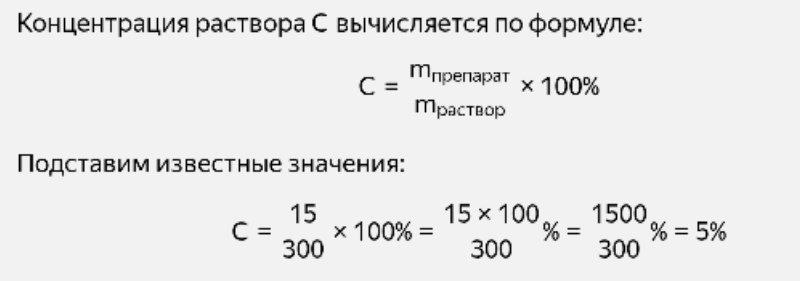 Концентрация раствора C вычисляется по формуле:
C = mпрепарат / mраствор × 100%
Подставим известные значения:
C = 15/300 × 100% = 15 × 100/300 % = 1500/300 % = 5%